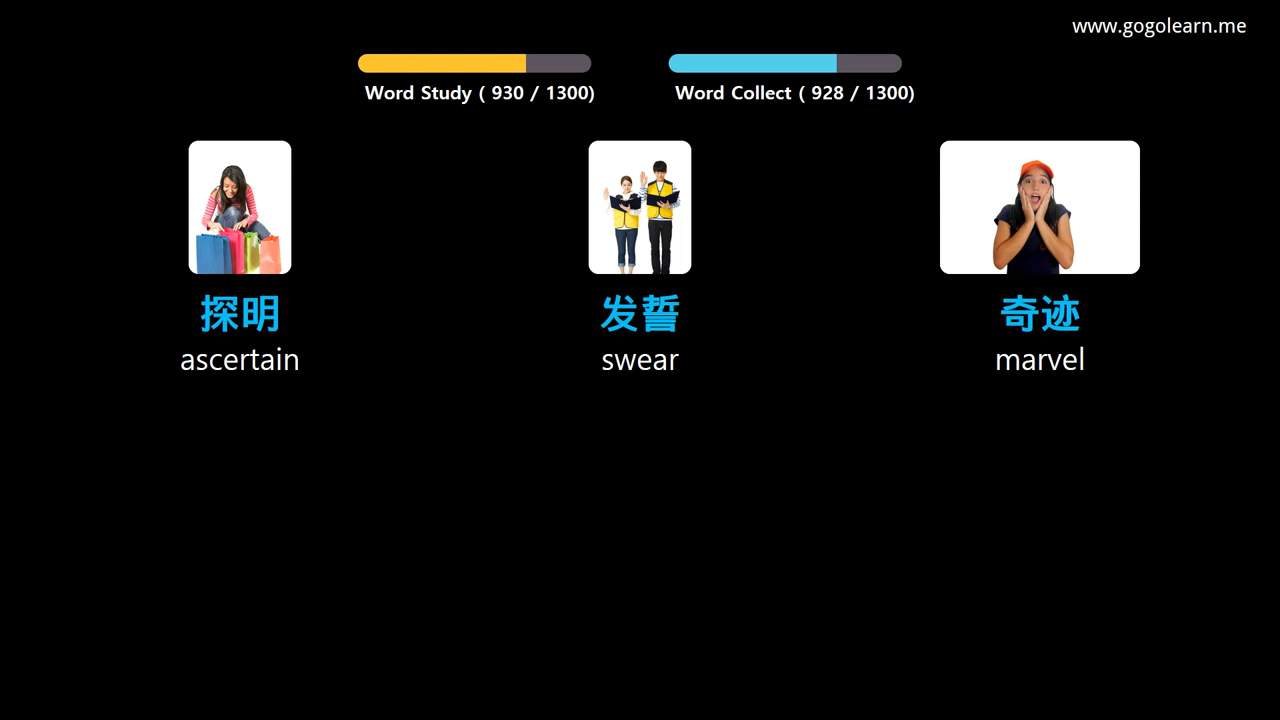 www.gogolearn.me
Word Study ( 930 / 1300)
Word Collect ( 928 / 1300)
探明
发誓
奇迹
ascertain
swear
marvel